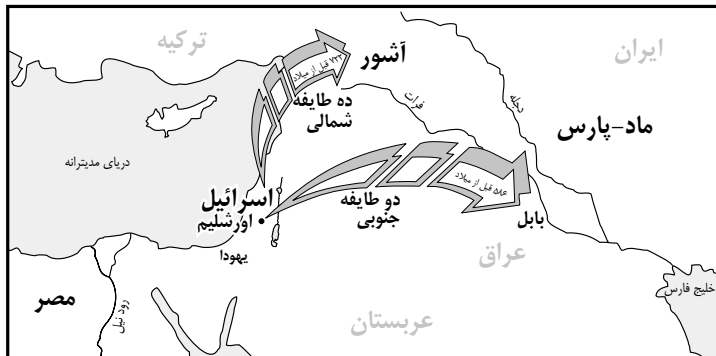 ترکیه
ایران
آشور
۷۲۲ قبل از میلاد
ده طایفه
شمالی
فرات
دجله
ماد-پارس
دریای مدیترانه
اسرائیل
اورشلیم
یهودا
دو طایفه
جنوبی
۵۸۶ قبل از میلاد
بابل
عراق
خلیج فارس
مصر
رود نیل
عربستان